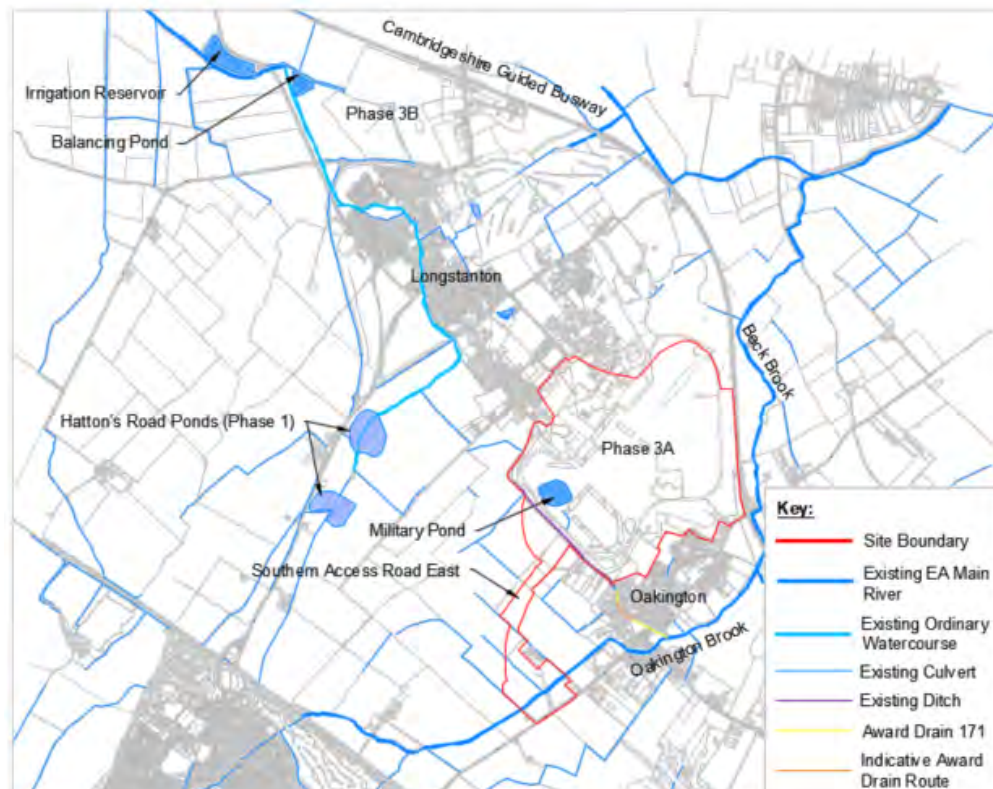 Cambridgeshire Guided Busway
Irrigation Reservoir
Phase 3B
Balancing Pond
Longstanton
Beck Brook
Hatton's Road Ponds (Phase 1)
Phase 3A
Military Pond
Southern Access Road East
Oakington
Oakington Brook
Key:
Site Boundary
Existing EA Main
River
Existing Ordinary
Watercourse
Existing Culvert
Existing Ditch
Award Drain 171
Indicative Award
Drain Route